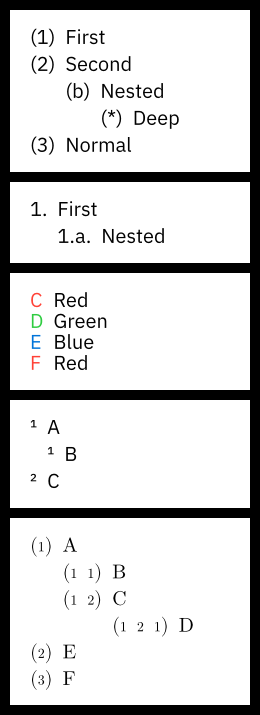 (1) First
(2) Second
(b) Nested
(*) Deep
(3) Normal
1. First
1.a. Nested
C Red
D Green
E Blue
F Red
¹ A
¹ B
² C
(1) A
(1 1) B
(1 2) C
(1 2 1) D
(2) E
(3) F